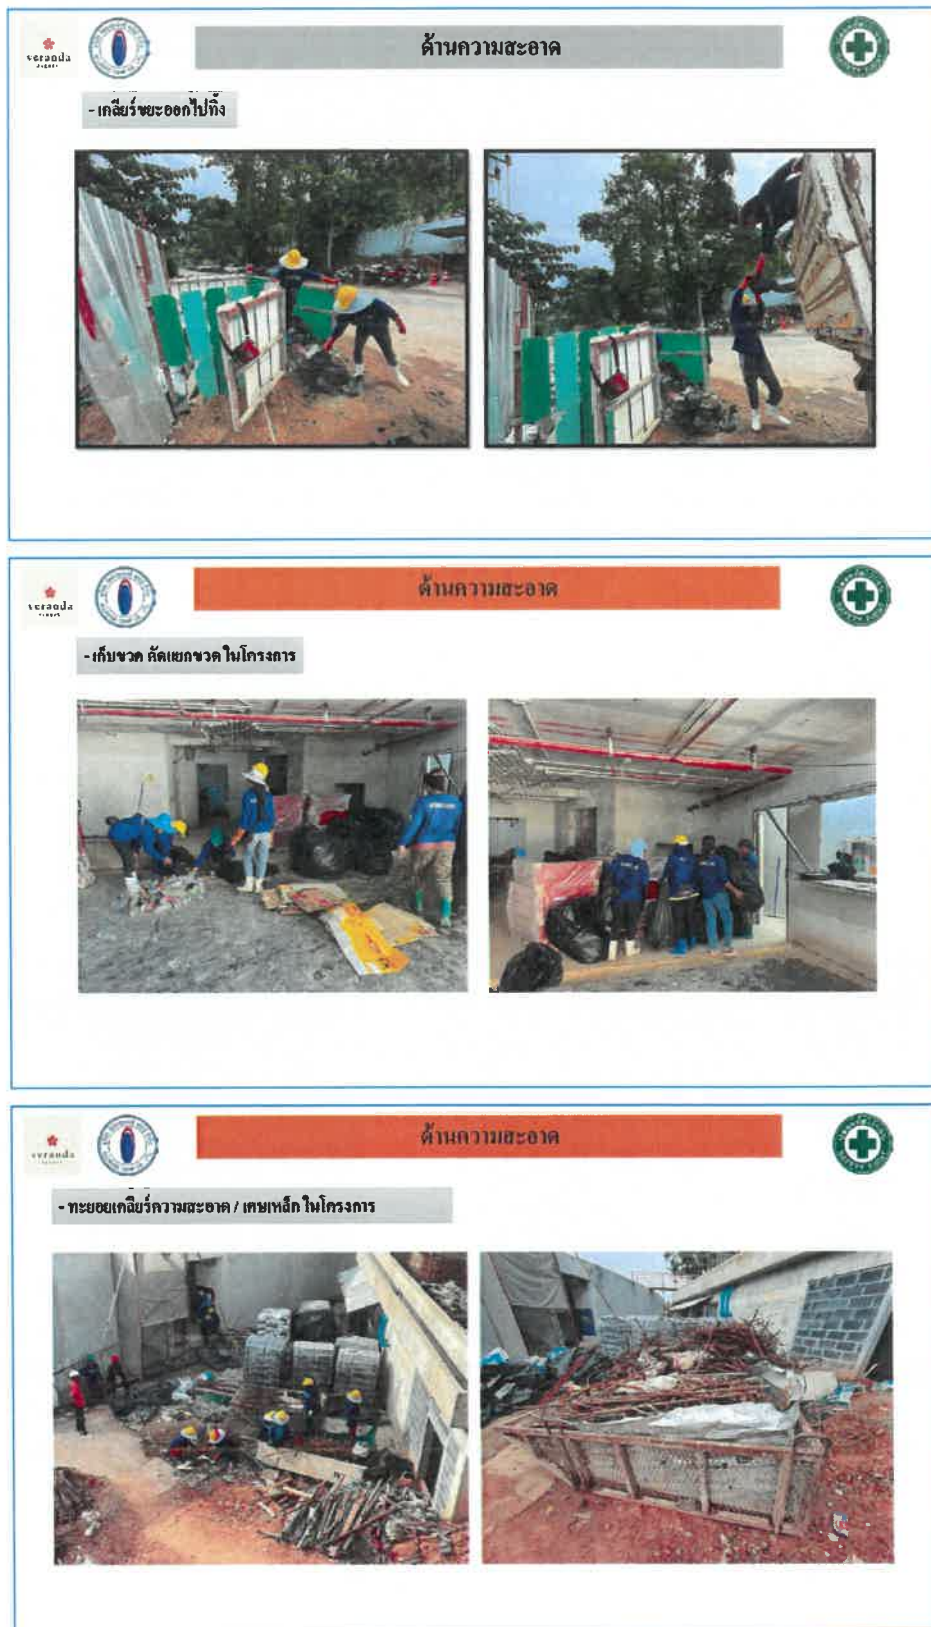 veranda
ด้านความสะอาด
- เคลียร์ขยะออกไปทิ้ง
veranda
ด้านความสะอาด
- เก็บขวด คัดแยกขวด ในโครงการ
veranda
ด้านความสะอาด
- ทะยอยเคลียร์ความสะอาด / เศษเหล็ก ในโครงการ